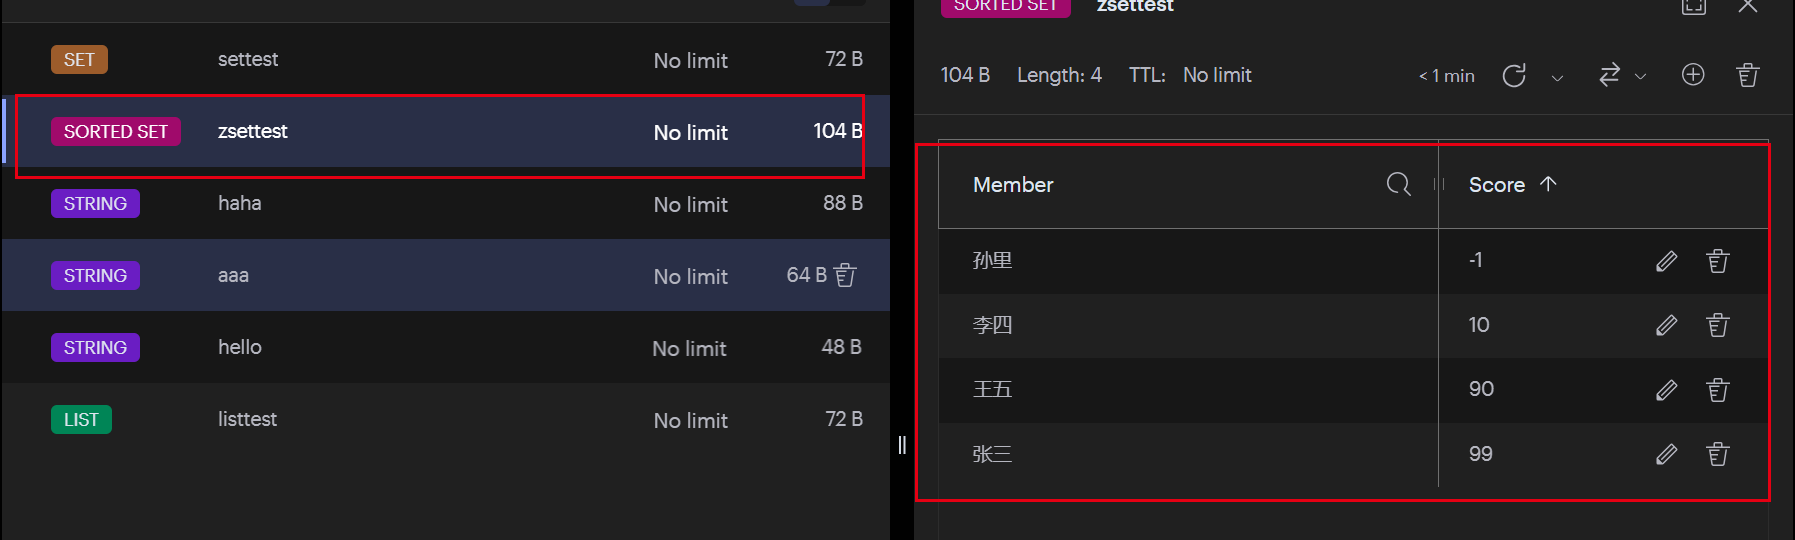 SET settest No limit 72 B
SORTED SET zsettest No limit 104 B
STRING haha No limit 88 B
STRING aaa No limit 64 B
STRING hello No limit 48 B
LIST listtest No limit 72 B
SORTED SET zsettest
104 B Length: 4 TTL: No limit < 1 min
Member Score
孙里 -1
李四 10
王五 90
张三 99